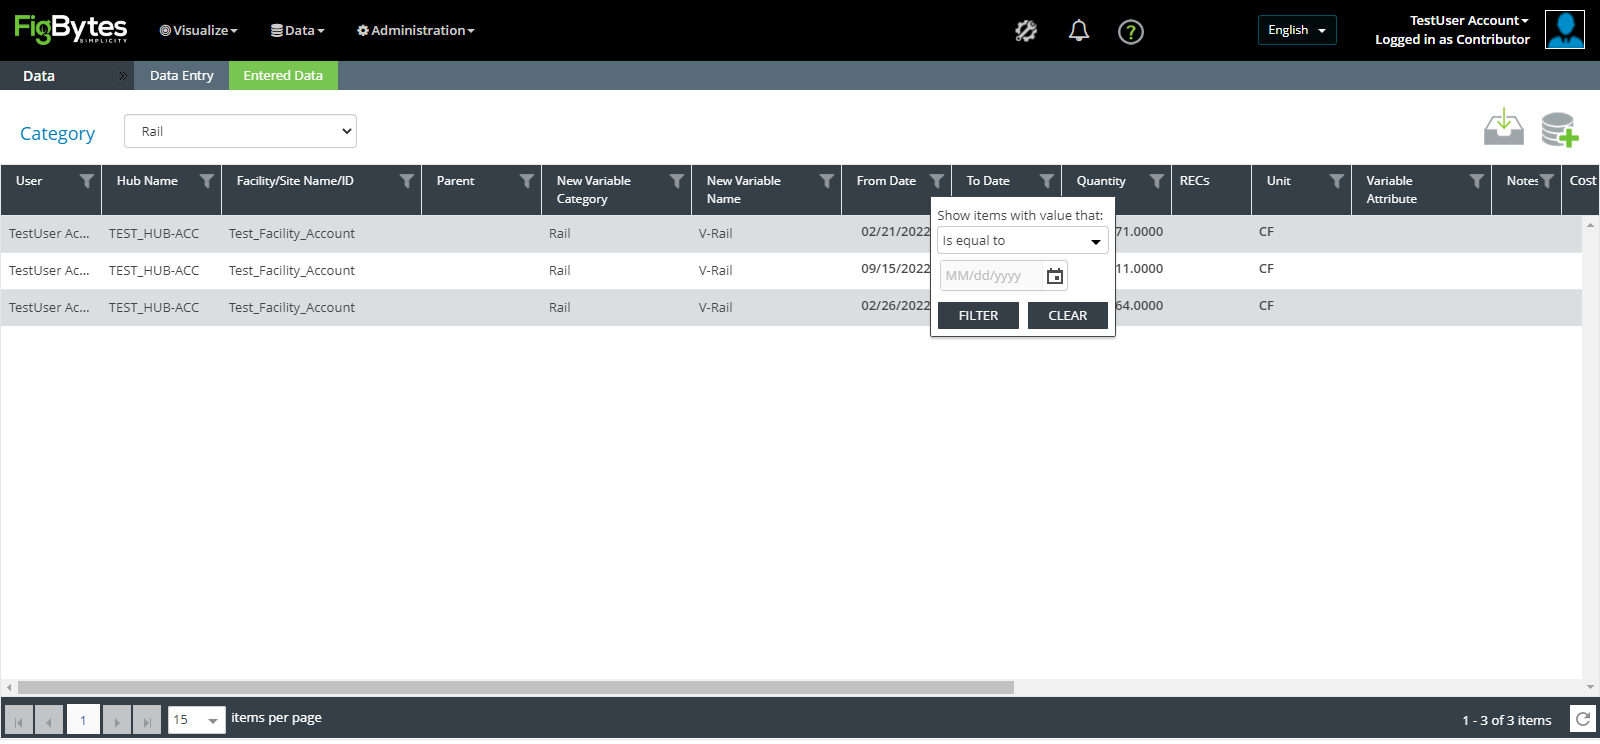 FigBytes
SIMPLICITY
Visualize
Data
Administration
English
TestUser Account
Logged in as Contributor
Data
Data Entry
Entered Data
Category
Rail
User
Hub Name
Facility/Site Name/ID
Parent
New Variable Category
New Variable Name
From Date
To Date
Quantity
RECs
Unit
Variable Attribute
Notes
Cost
TestUser Ac... TEST_HUB-ACC Test_Facility_Account Rail V-Rail 02/21/2022 71.0000 CF
TestUser Ac... TEST_HUB-ACC Test_Facility_Account Rail V-Rail 09/15/2022 11.0000 CF
TestUser Ac... TEST_HUB-ACC Test_Facility_Account Rail V-Rail 02/26/2022 64.0000 CF
Show items with value that:
Is equal to
MM/dd/yyyy
FILTER CLEAR
1
15 items per page
1 - 3 of 3 items